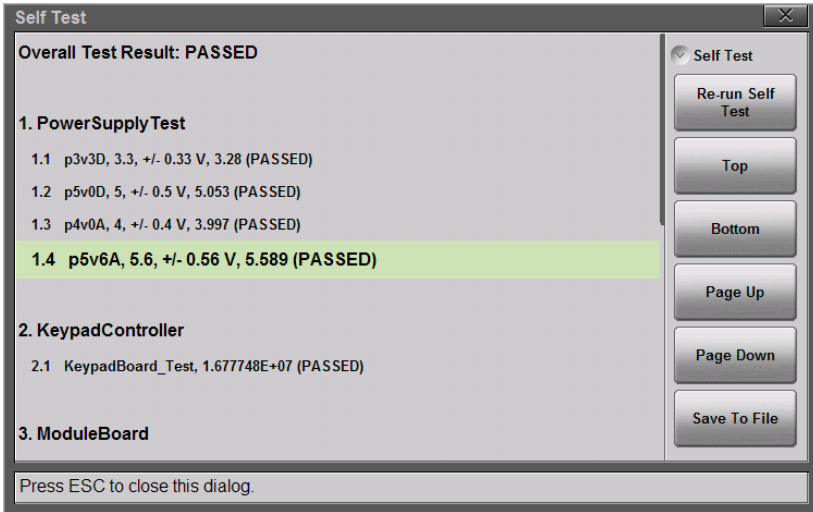 Self Test
Overall Test Result: PASSED
1. PowerSupplyTest
1.1 p3v3D, 3.3, +/- 0.33 V, 3.28 (PASSED)
1.2 p5v0D, 5, +/- 0.5 V, 5.053 (PASSED)
1.3 p4v0A, 4, +/- 0.4 V, 3.997 (PASSED)
1.4 p5v6A, 5.6, +/- 0.56 V, 5.589 (PASSED)
2. KeypadController
2.1 KeypadBoard_Test, 1.677748E+07 (PASSED)
3. ModuleBoard
Self Test
Re-run Self
Test
Top
Bottom
Page Up
Page Down
Save To File
Press ESC to close this dialog.